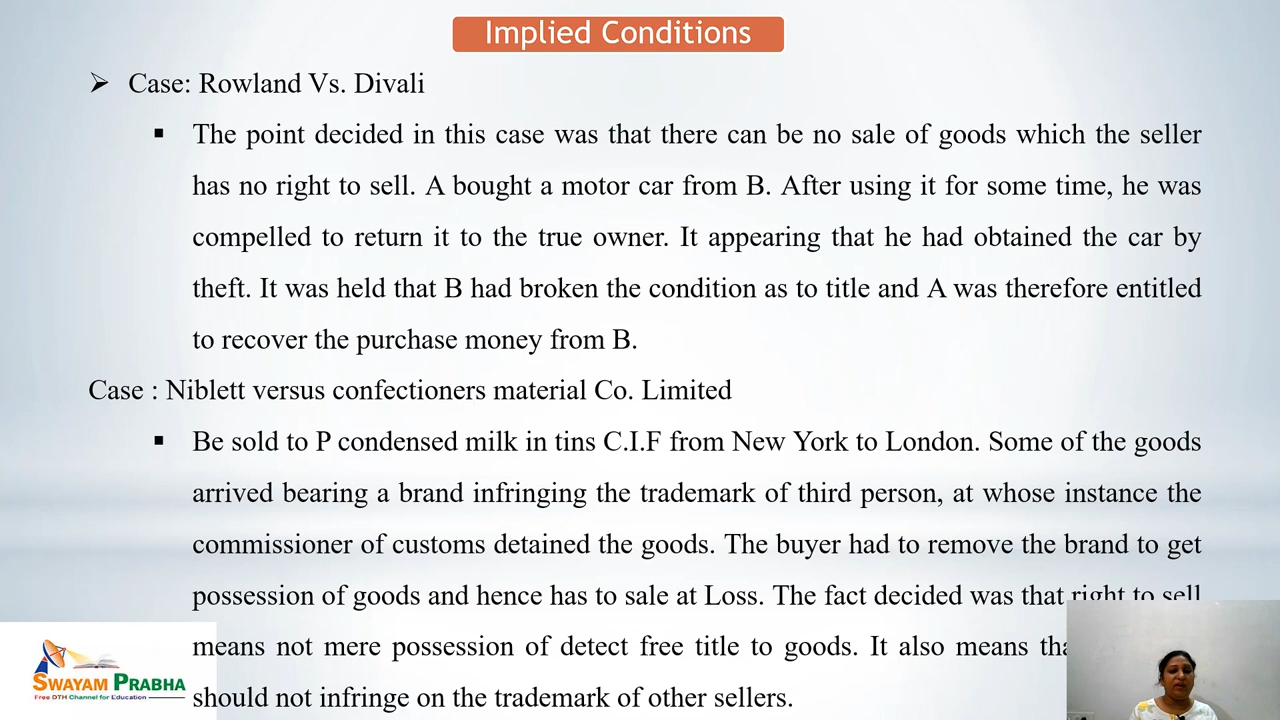 Implied Conditions
➢ Case: Rowland Vs. Divali
▪ The point decided in this case was that there can be no sale of goods which the seller
has no right to sell. A bought a motor car from B. After using it for some time, he was
compelled to return it to the true owner. It appearing that he had obtained the car by
theft. It was held that B had broken the condition as to title and A was therefore entitled
to recover the purchase money from B.
Case : Niblett versus confectioners material Co. Limited
▪ Be sold to P condensed milk in tins C.I.F from New York to London. Some of the goods
arrived bearing a brand infringing the trademark of third person, at whose instance the
commissioner of customs detained the goods. The buyer had to remove the brand to get
possession of goods and hence has to sale at Loss. The fact decided was that right to sell
means not mere possession of detect free title to goods. It also means
should not infringe on the trademark of other sellers.
SWAYAM PRABHA
Free DTH Channel for Education